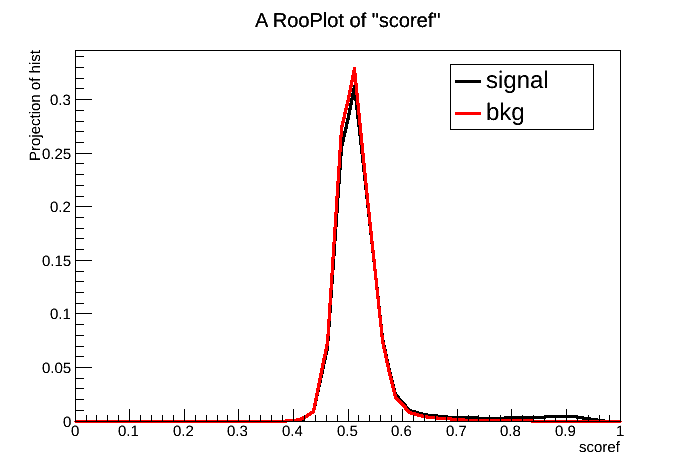 A RooPlot of "scoref"
Projection of hist
signal
bkg
0.3
0.25
0.2
0.15
0.1
0.05
0
0 0.1 0.2 0.3 0.4 0.5 0.6 0.7 0.8 0.9 1
scoref